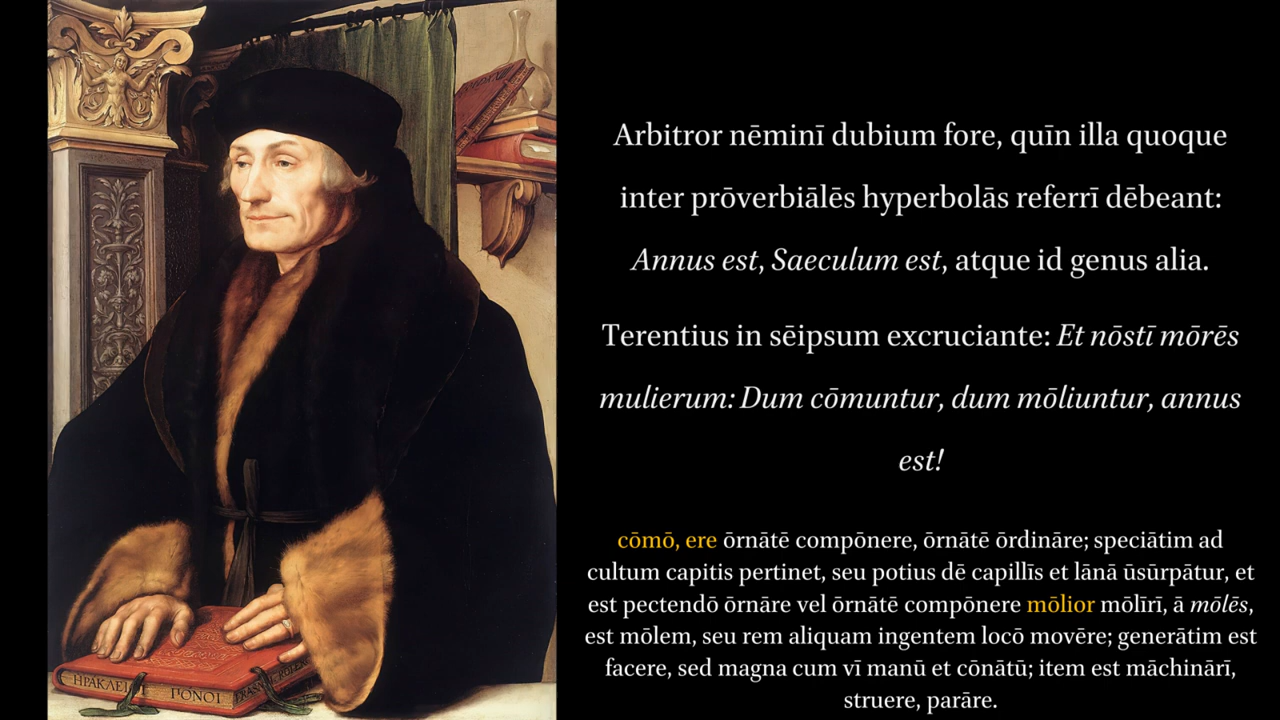 Arbitror nēminī dubium fore, quīn illa quoque
inter prōverbiālēs hyperbolās referrī dēbeant:
Annus est, Saeculum est, atque id genus alia.
Terentius in sēipsum excruciante: Et nōstī mōrēs
mulierum: Dum cōmuntur, dum mōliuntur, annus
est!
cōmō, ere ōrnātē compōnere, ōrnātē ōrdināre; speciātim ad
cultum capitis pertinet, seu potius dē capillīs et lānā ūsūrpātur, et
est pectendō ōrnāre vel ōrnātē compōnere mōlior mōlīrī, ā mōlēs,
est mōlem, seu rem aliquam ingentem locō movēre; generātim est
facere, sed magna cum vī manū et cōnātū; item est māchinārī,
struere, parāre.
ΗΡΑΚΛΕΙ ΠΟΝΟΙ